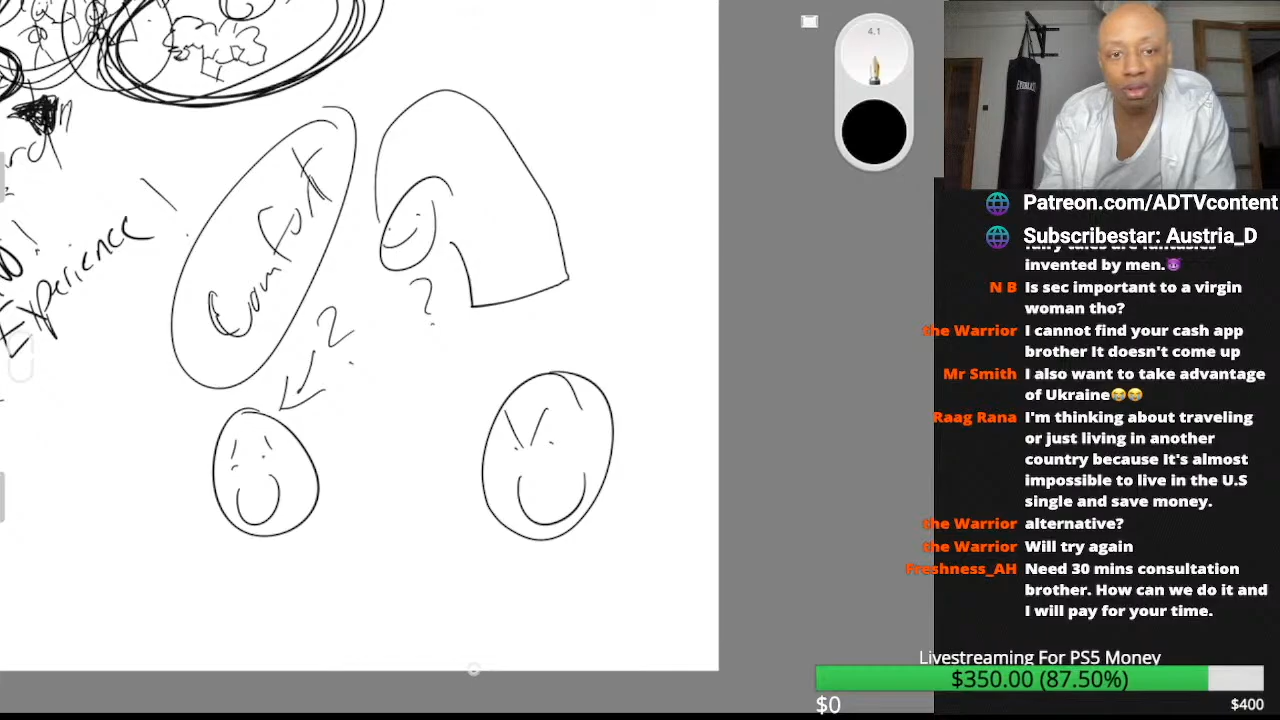 Experience!
Comfort
?
?
4.1
EVERLAST
Patreon.com/ADTVcontent
Subscribestar: Austria_D
fairy tales are fantasies
invented by men.😈
N B Is sec important to a virgin
woman tho?
the Warrior I cannot find your cash app
brother It doesn't come up
Mr Smith I also want to take advantage
of Ukraine😭😭
Raag Rana I'm thinking about traveling
or just living in another
country because It's almost
impossible to live in the U.S
single and save money.
the Warrior alternative?
the Warrior Will try again
Freshness_AH Need 30 mins consultation
brother. How can we do it and
I will pay for your time.
Livestreaming For PS5 Money
$350.00 (87.50%)
$0
$400